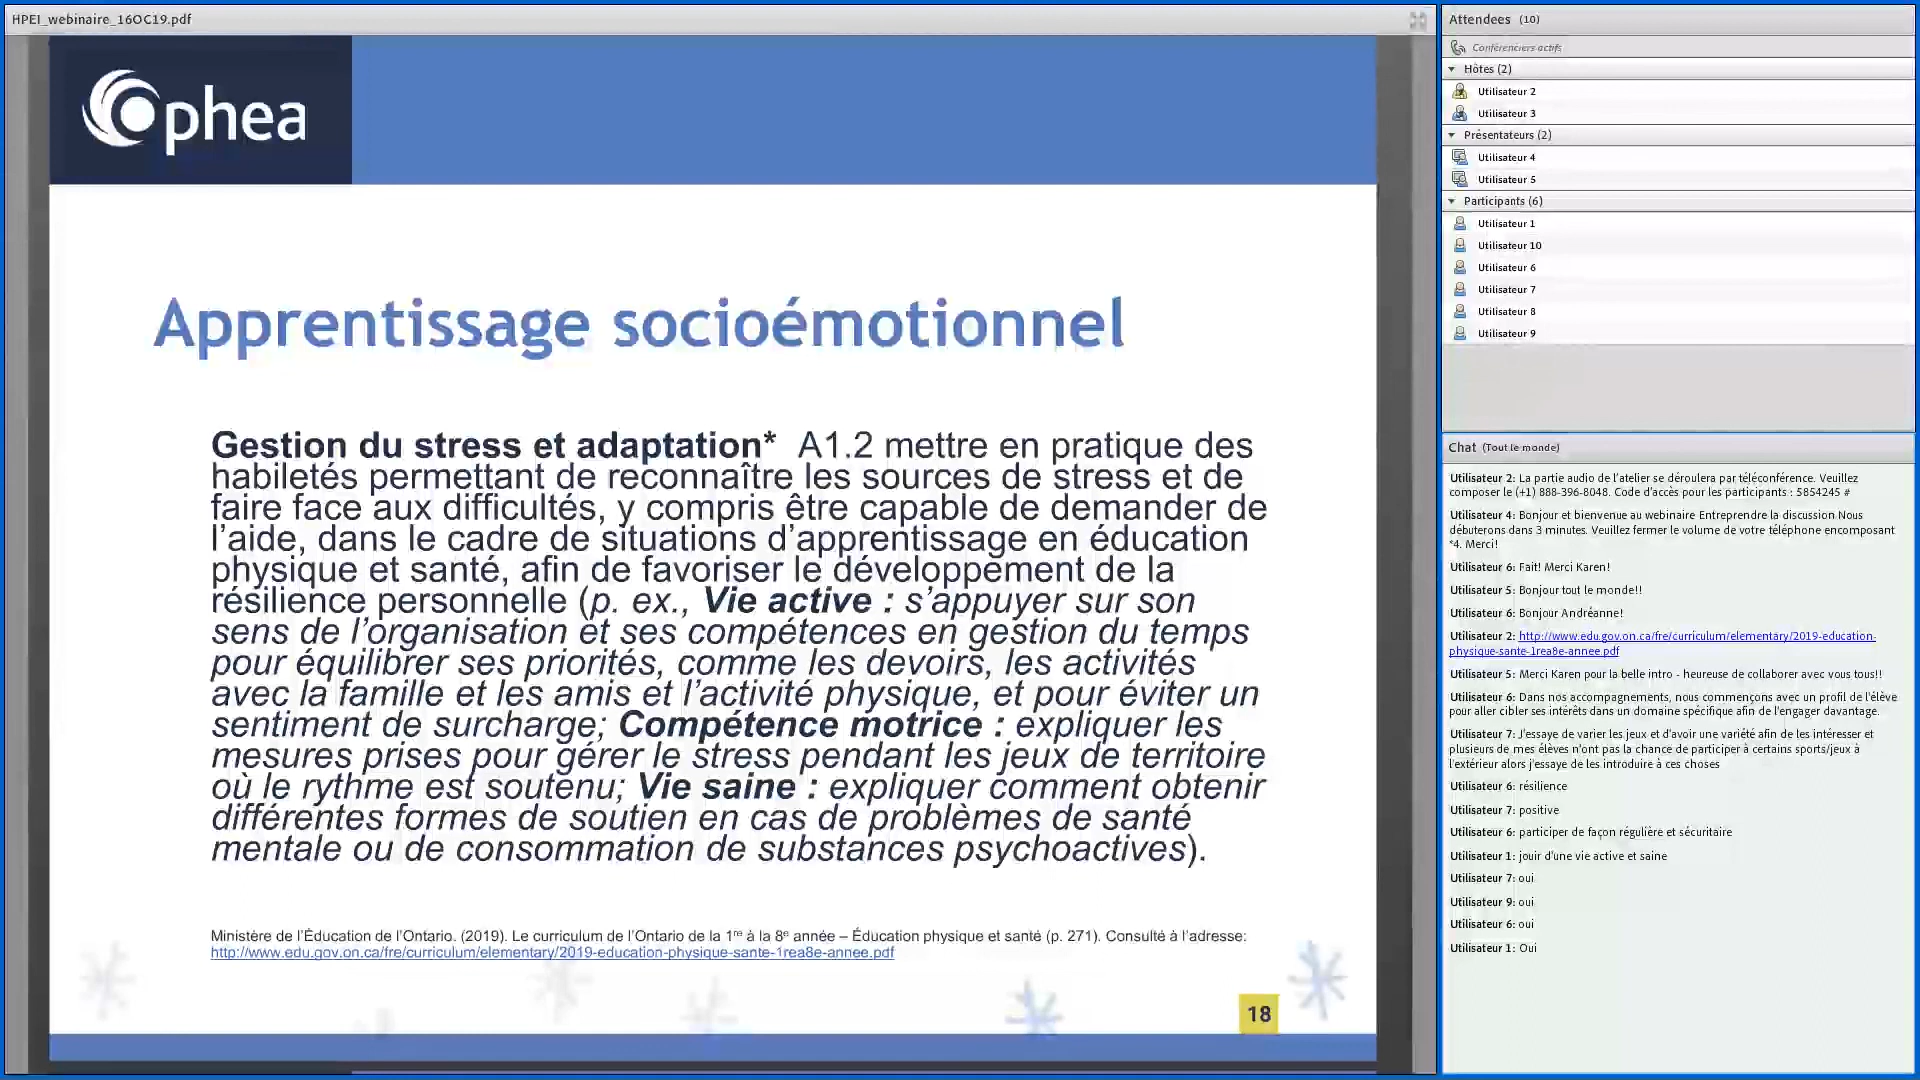 HPEI_webinaire_16OC19.pdf
Ophea
Apprentissage socioémotionnel
Gestion du stress et adaptation* A1.2 mettre en pratique des
habiletés permettant de reconnaître les sources de stress et de
faire face aux difficultés, y compris être capable de demander de
l'aide, dans le cadre de situations d'apprentissage en éducation
physique et santé, afin de favoriser le développement de la
résilience personnelle (p. ex., Vie active : s'appuyer sur son
sens de l'organisation et ses compétences en gestion du temps
pour équilibrer ses priorités, comme les devoirs, les activités
avec la famille et les amis et l'activité physique, et pour éviter un
sentiment de surcharge; Compétence motrice : expliquer les
mesures prises pour gérer le stress pendant les jeux de territoire
où le rythme est soutenu; Vie saine : expliquer comment obtenir
différentes formes de soutien en cas de problèmes de santé
mentale ou de consommation de substances psychoactives).
Ministère de l'Éducation de l'Ontario. (2019). Le curriculum de l'Ontario de la 1re à la 8e année – Éducation physique et santé (p. 271). Consulté à l'adresse:
http://www.edu.gov.on.ca/fre/curriculum/elementary/2019-education-physique-sante-1rea8e-annee.pdf
18
Attendees (10)
Conférenciers actifs
Hôtes (2)
Utilisateur 2
Utilisateur 3
Présentateurs (2)
Utilisateur 4
Utilisateur 5
Participants (6)
Utilisateur 1
Utilisateur 10
Utilisateur 6
Utilisateur 7
Utilisateur 8
Utilisateur 9
Chat (Tout le monde)
Utilisateur 2: La partie audio de l'atelier se déroulera par téléconférence. Veuillez
composer le (+1) 888-396-8048. Code d'accès pour les participants : 5854245 #
Utilisateur 4: Bonjour et bienvenue au webinaire Entreprendre la discussion Nous
débuterons dans 3 minutes. Veuillez fermer le volume de votre téléphone encomposant
*4. Merci!
Utilisateur 6: Fait! Merci Karen!
Utilisateur 5: Bonjour tout le monde!!
Utilisateur 6: Bonjour Andréanne!
Utilisateur 2: http://www.edu.gov.on.ca/fre/curriculum/elementary/2019-education-
physique-sante-1rea8e-annee.pdf
Utilisateur 5: Merci Karen pour la belle intro - heureuse de collaborer avec vous tous!!
Utilisateur 6: Dans nos accompagnements, nous commençons avec un profil de l'élève
pour aller cibler ses intérêts dans un domaine spécifique afin de l'engager davantage.
Utilisateur 7: J'essaye de varier les jeux et d'avoir une variété afin de les intéresser et
plusieurs de mes élèves n'ont pas la chance de participer à certains sports/jeux à
l'extérieur alors j'essaye de les introduire à ces choses
Utilisateur 6: résilience
Utilisateur 7: positive
Utilisateur 6: participer de façon régulière et sécuritaire
Utilisateur 1: jouir d'une vie active et saine
Utilisateur 7: oui
Utilisateur 9: oui
Utilisateur 6: oui
Utilisateur 1: Oui